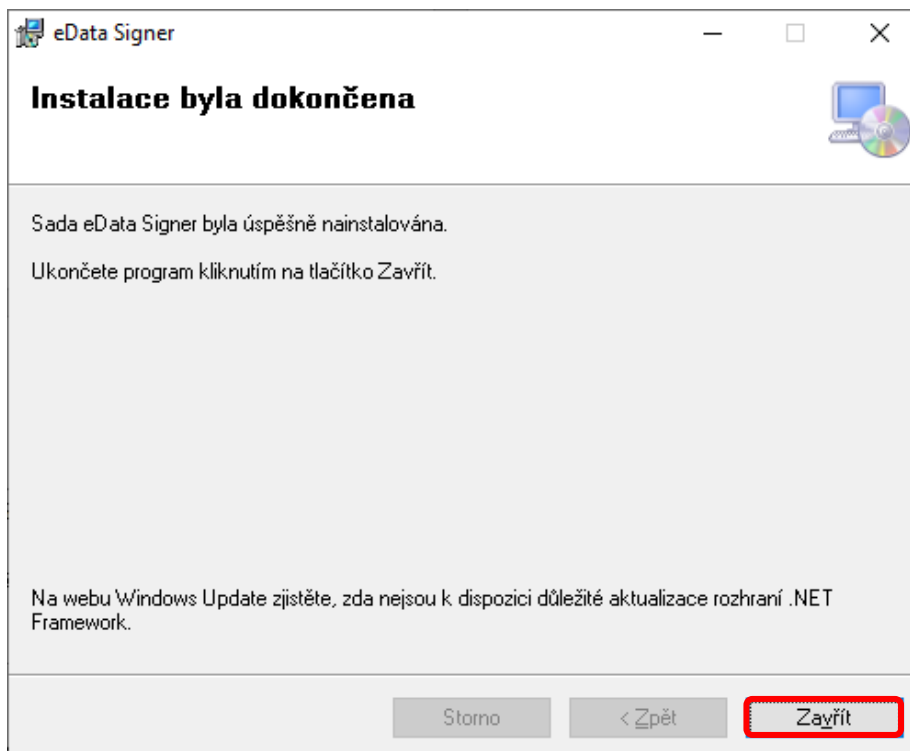 eData Signer
Instalace byla dokončena
Sada eData Signer byla úspěšně nainstalována.
Ukončete program kliknutím na tlačítko Zavřít.
Na webu Windows Update zjistěte, zda nejsou k dispozici důležité aktualizace rozhraní .NET
Framework.
Storno
< Zpět
Zavřít